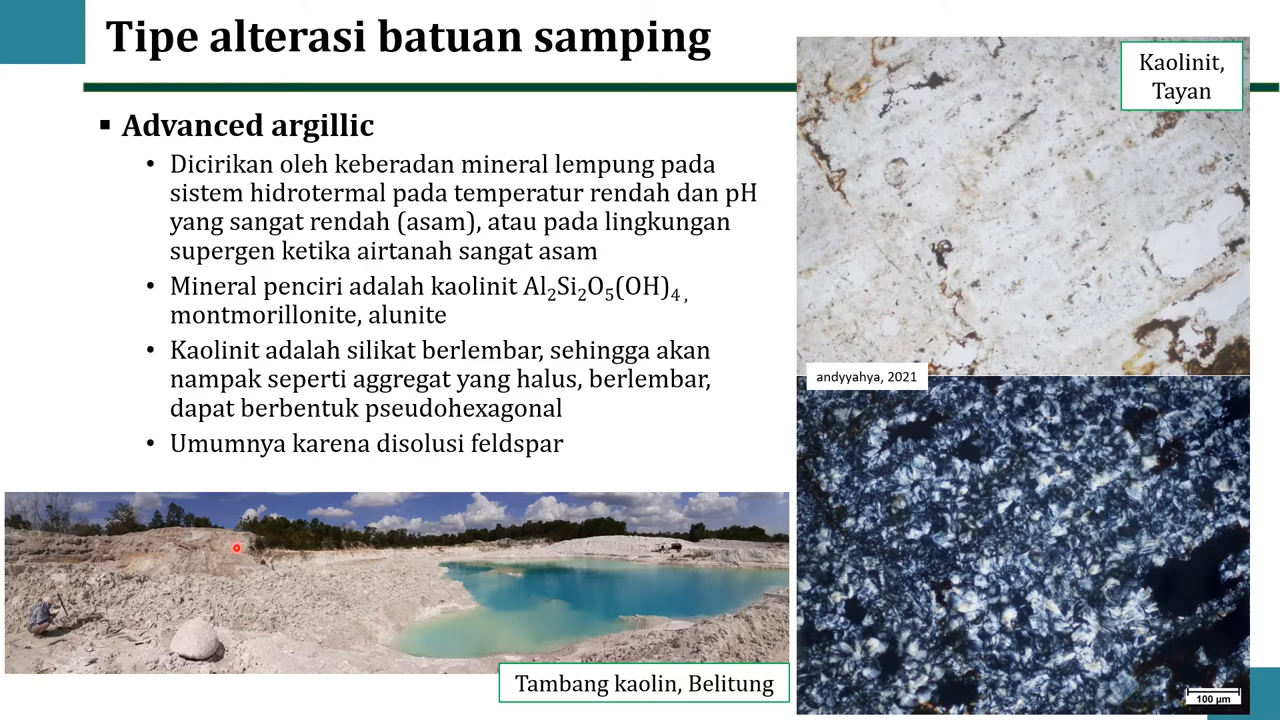 Tipe alterasi batuan samping
▪ Advanced argillic
• Dicirikan oleh keberadan mineral lempung pada
sistem hidrotermal pada temperatur rendah dan pH
yang sangat rendah (asam), atau pada lingkungan
supergen ketika airtanah sangat asam
• Mineral penciri adalah kaolinit Al₂Si₂O₅(OH)₄ ,
montmorillonite, alunite
• Kaolinit adalah silikat berlembar, sehingga akan
nampak seperti aggregat yang halus, berlembar,
dapat berbentuk pseudohexagonal
• Umumnya karena disolusi feldspar
Tambang kaolin, Belitung
Kaolinit,
Tayan
andyyahya, 2021
100 µm